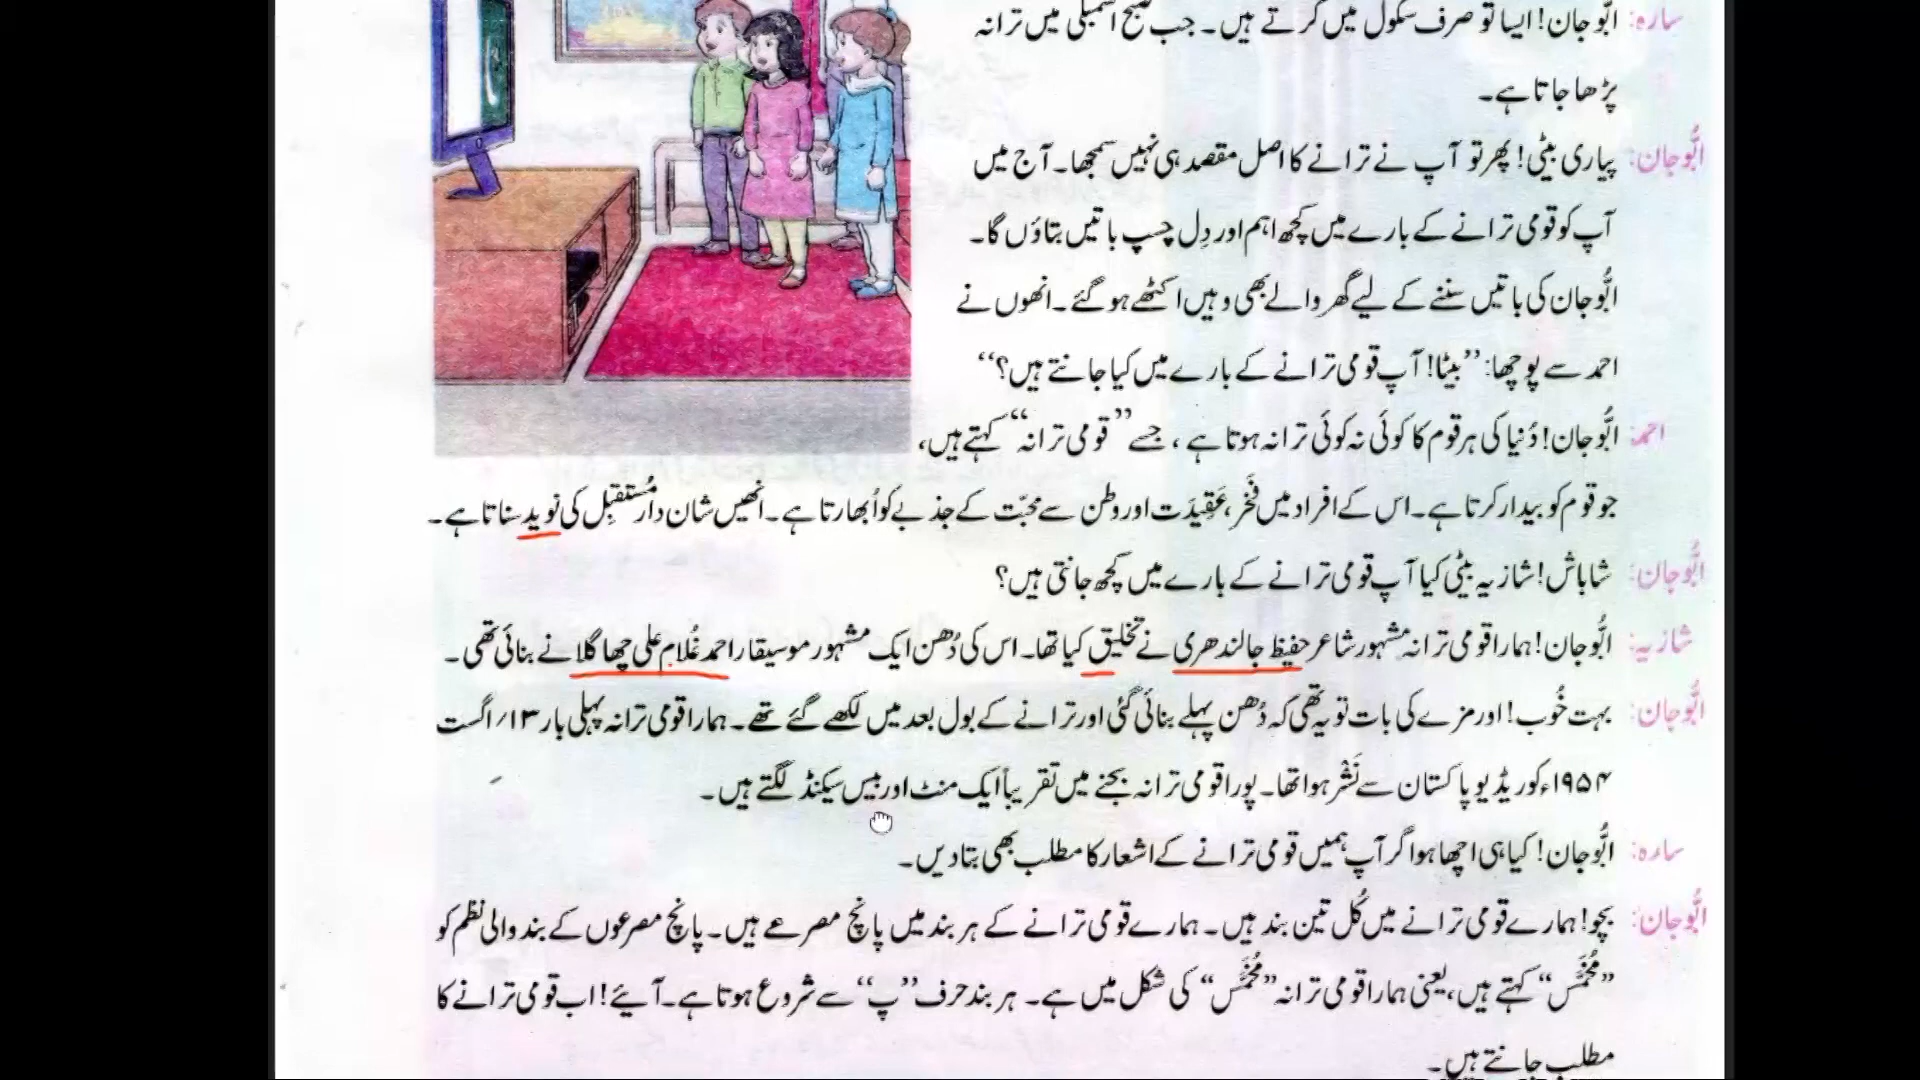 سارہ: ابُّو جان! ایسا تو صرف سکول میں کرتے ہیں۔ جب صبح اسمبلی میں ترانہ
پڑھا جاتا ہے۔
ابُّو جان: پیاری بیٹی! پھر تو آپ نے ترانے کا اصل مقصد ہی نہیں سمجھا۔ آج میں
آپ کو قومی ترانے کے بارے میں کچھ اہم اور دِل چسپ باتیں بتاؤں گا۔
ابُّو جان کی باتیں سننے کے لیے گھر والے بھی وہیں اکٹھے ہو گئے۔ انھوں نے
احمد سے پوچھا: ”بیٹا! آپ قومی ترانے کے بارے میں کیا جانتے ہیں؟“
احمد: ابُّو جان! دُنیا کی ہر قوم کا کوئی نہ کوئی ترانہ ہوتا ہے، جسے ”قومی ترانہ“ کہتے ہیں،
جو قوم کو بیدار کرتا ہے۔ اس کے افراد میں فَخر، عَقِیدَت اور وطن سے محبّت کے جذبے کو اُبھارتا ہے۔ انھیں شان دار مُستقبِل کی نوید سناتا ہے۔
ابُّو جان: شاباش! شازیہ بیٹی کیا آپ قومی ترانے کے بارے میں کچھ جانتی ہیں؟
شازیہ: ابُّو جان! ہمارا قومی ترانہ مشہور شاعر حفیظ جالندھری نے تخلیق کیا تھا۔ اس کی دُھن ایک مشہور موسیقار احمد غُلام علی چھاگلا نے بنائی تھی۔
ابُّو جان: بہت خُوب! اور مزے کی بات تو یہ تھی کہ دُھن پہلے بنائی گئی اور ترانے کے بول بعد میں لکھے گئے تھے۔ ہمارا قومی ترانہ پہلی بار ۱۳/اگست
۱۹۵۴ء کو ریڈیو پاکستان سے نَشْر ہوا تھا۔ پورا قومی ترانہ بجنے میں تقریباً ایک منٹ اور بیس سیکنڈ لگتے ہیں۔
سارہ: ابُّو جان! کیا ہی اچھا ہو اگر آپ ہمیں قومی ترانے کے اشعار کا مطلب بھی بتا دیں۔
ابُّو جان: بچو! ہمارے قومی ترانے میں کُل تین بند ہیں۔ ہمارے قومی ترانے کے ہر بند میں پانچ مصرعے ہیں۔ پانچ مصرعوں کے بند والی نظم کو
”مُخَمَّس“ کہتے ہیں، یعنی ہمارا قومی ترانہ ”مُخَمَّس“ کی شکل میں ہے۔ ہر بند حرف ”پ“ سے شروع ہوتا ہے۔ آئیے! اب قومی ترانے کا
مطلب جانتے ہیں۔